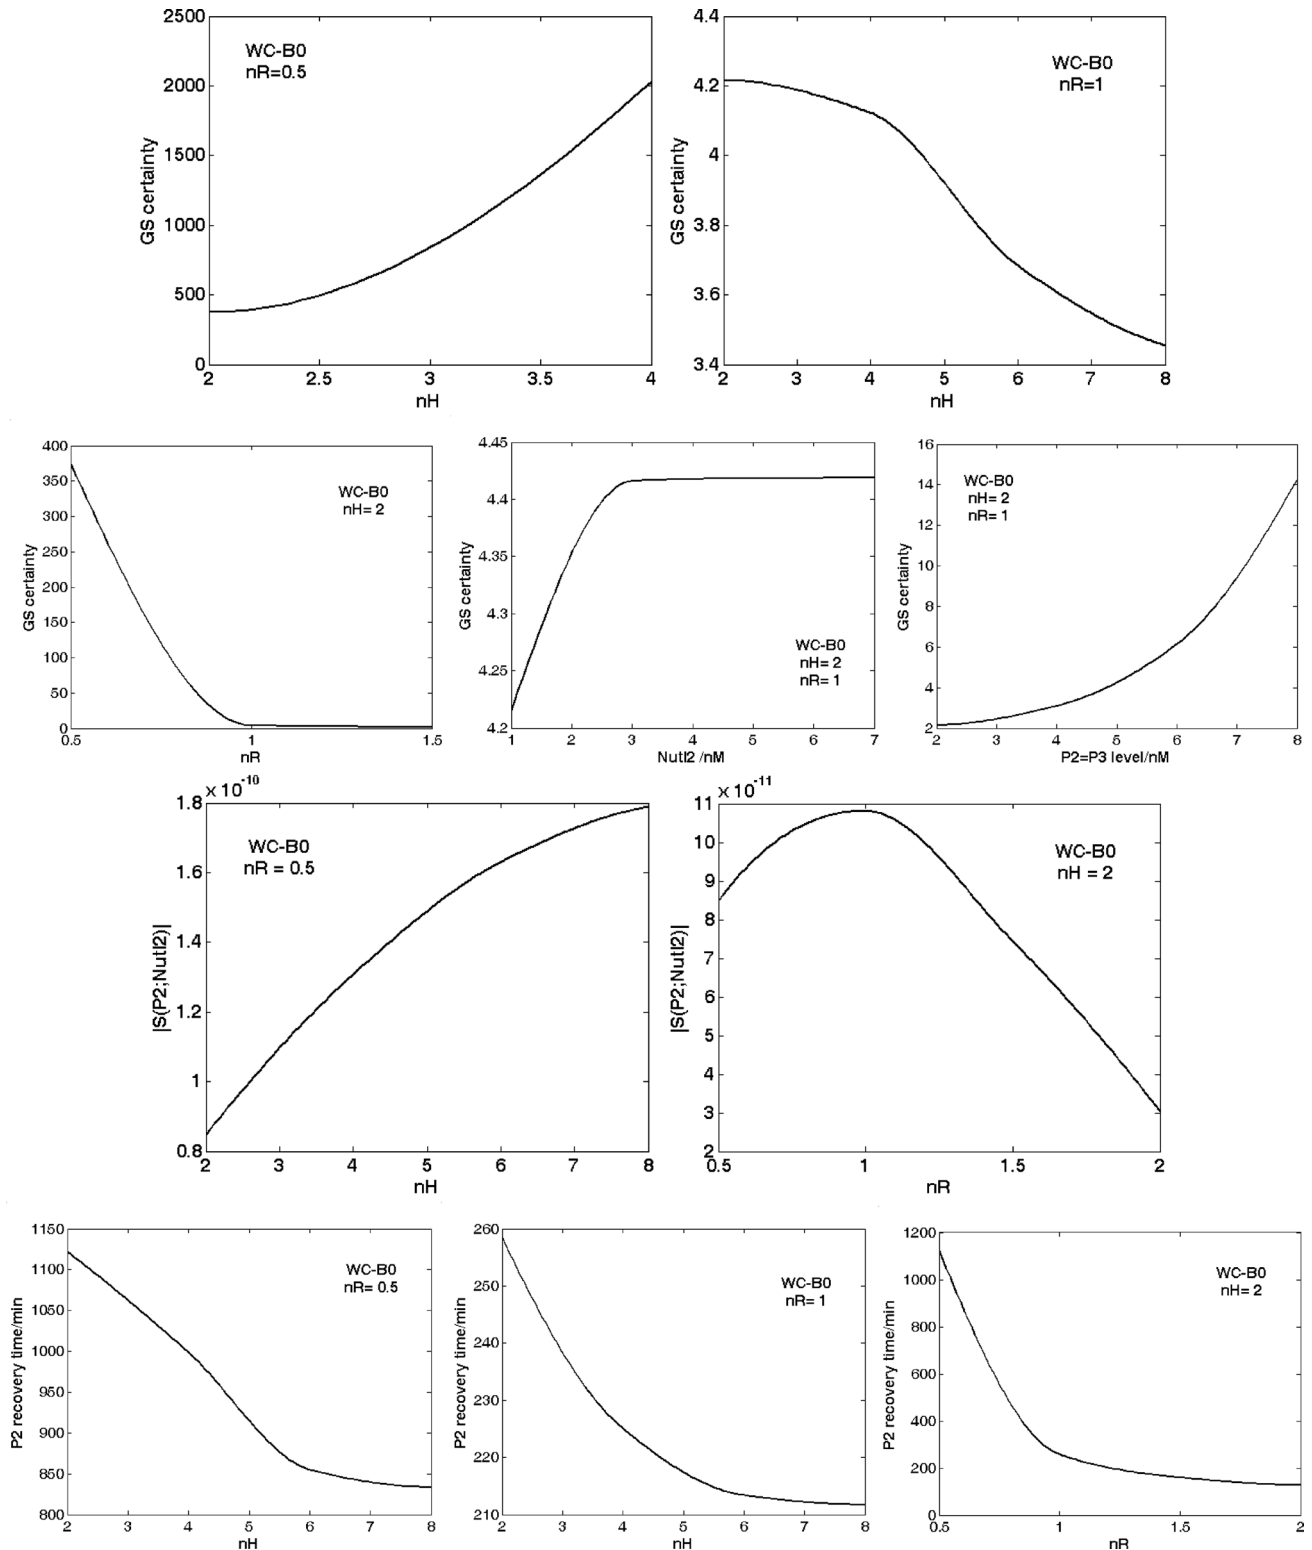 2500
2000
1500
1000
500
0
GS certainty
WC-B0
nR=0.5
2 2.5 3 3.5 4
nH
4.4
4.2
4
3.8
3.6
3.4
GS certainty
WC-B0
nR=1
2 3 4 5 6 7 8
nH
400
350
300
250
200
150
100
50
0
GS certainty
WC-B0
nH= 2
0.5 1 1.5
nR
4.45
4.4
4.35
4.3
4.25
4.2
GS certainty
WC-B0
nH= 2
nR= 1
1 2 3 4 5 6 7
Nutl2 /nM
16
14
12
10
8
6
4
2
GS certainty
WC-B0
nH= 2
nR= 1
2 3 4 5 6 7 8
P2=P3 level/nM
× 10⁻¹⁰
1.8
1.6
1.4
1.2
1
0.8
|S(P2;Nutl2)|
WC-B0
nR = 0.5
2 3 4 5 6 7 8
nH
× 10⁻¹¹
11
10
9
8
7
6
5
4
3
2
|S(P2;Nutl2)|
WC-B0
nH = 2
0.5 1 1.5 2
nR
1150
1100
1050
1000
950
900
850
800
P2 recovery time/min
WC-B0
nR= 0.5
2 3 4 5 6 7 8
nH
260
250
240
230
220
210
P2 recovery time/min
WC-B0
nR= 1
2 3 4 5 6 7 8
nH
1200
1000
800
600
400
200
0
P2 recovery time/min
WC-B0
nH= 2
0.5 1 1.5 2
nR